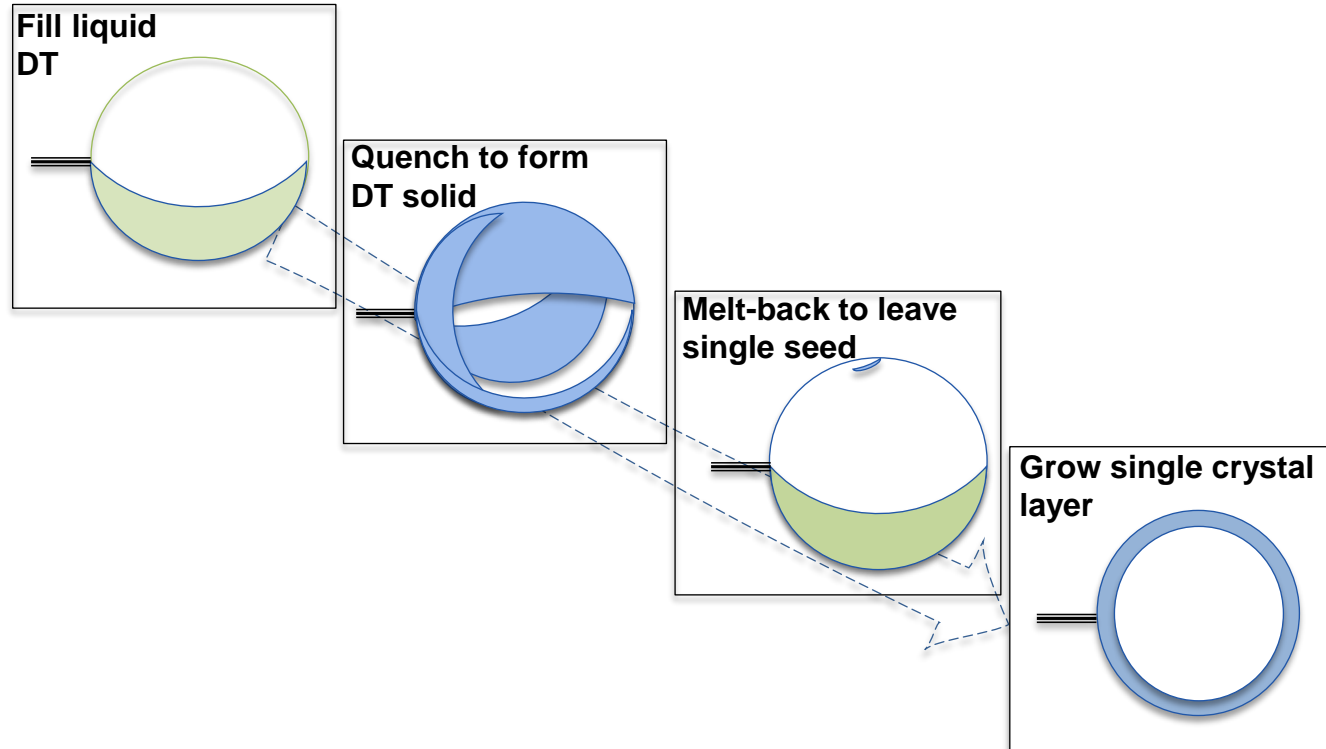 Fill liquid
DT
Quench to form
DT solid
Melt-back to leave
single seed
Grow single crystal
layer